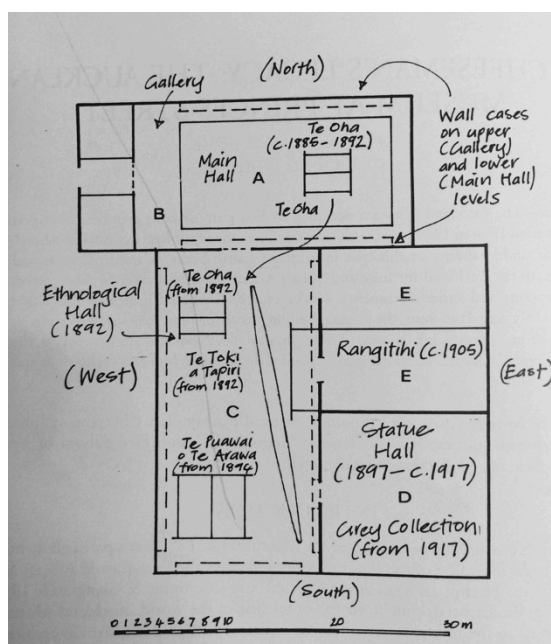 (North)
Gallery
Te Oha
(c.1885-1892)
Main
Hall
A
Te Oha
B
Wall cases
on upper
(Gallery)
and lower
(Main Hall)
levels
Te Oha
(from 1892)
Ethnological
Hall
(1892)
(West)
Te Toki
a Tapiri
(from 1892)
C
Te Puawai
o Te Arawa
(from 1894)
E
Rangitihi (c.1905)
E
(East)
Statue
Hall
(1897-c.1917)
D
Grey Collection
(from 1917)
(South)
0 1 2 3 4 5 6 7 8 9 10 20 30 m